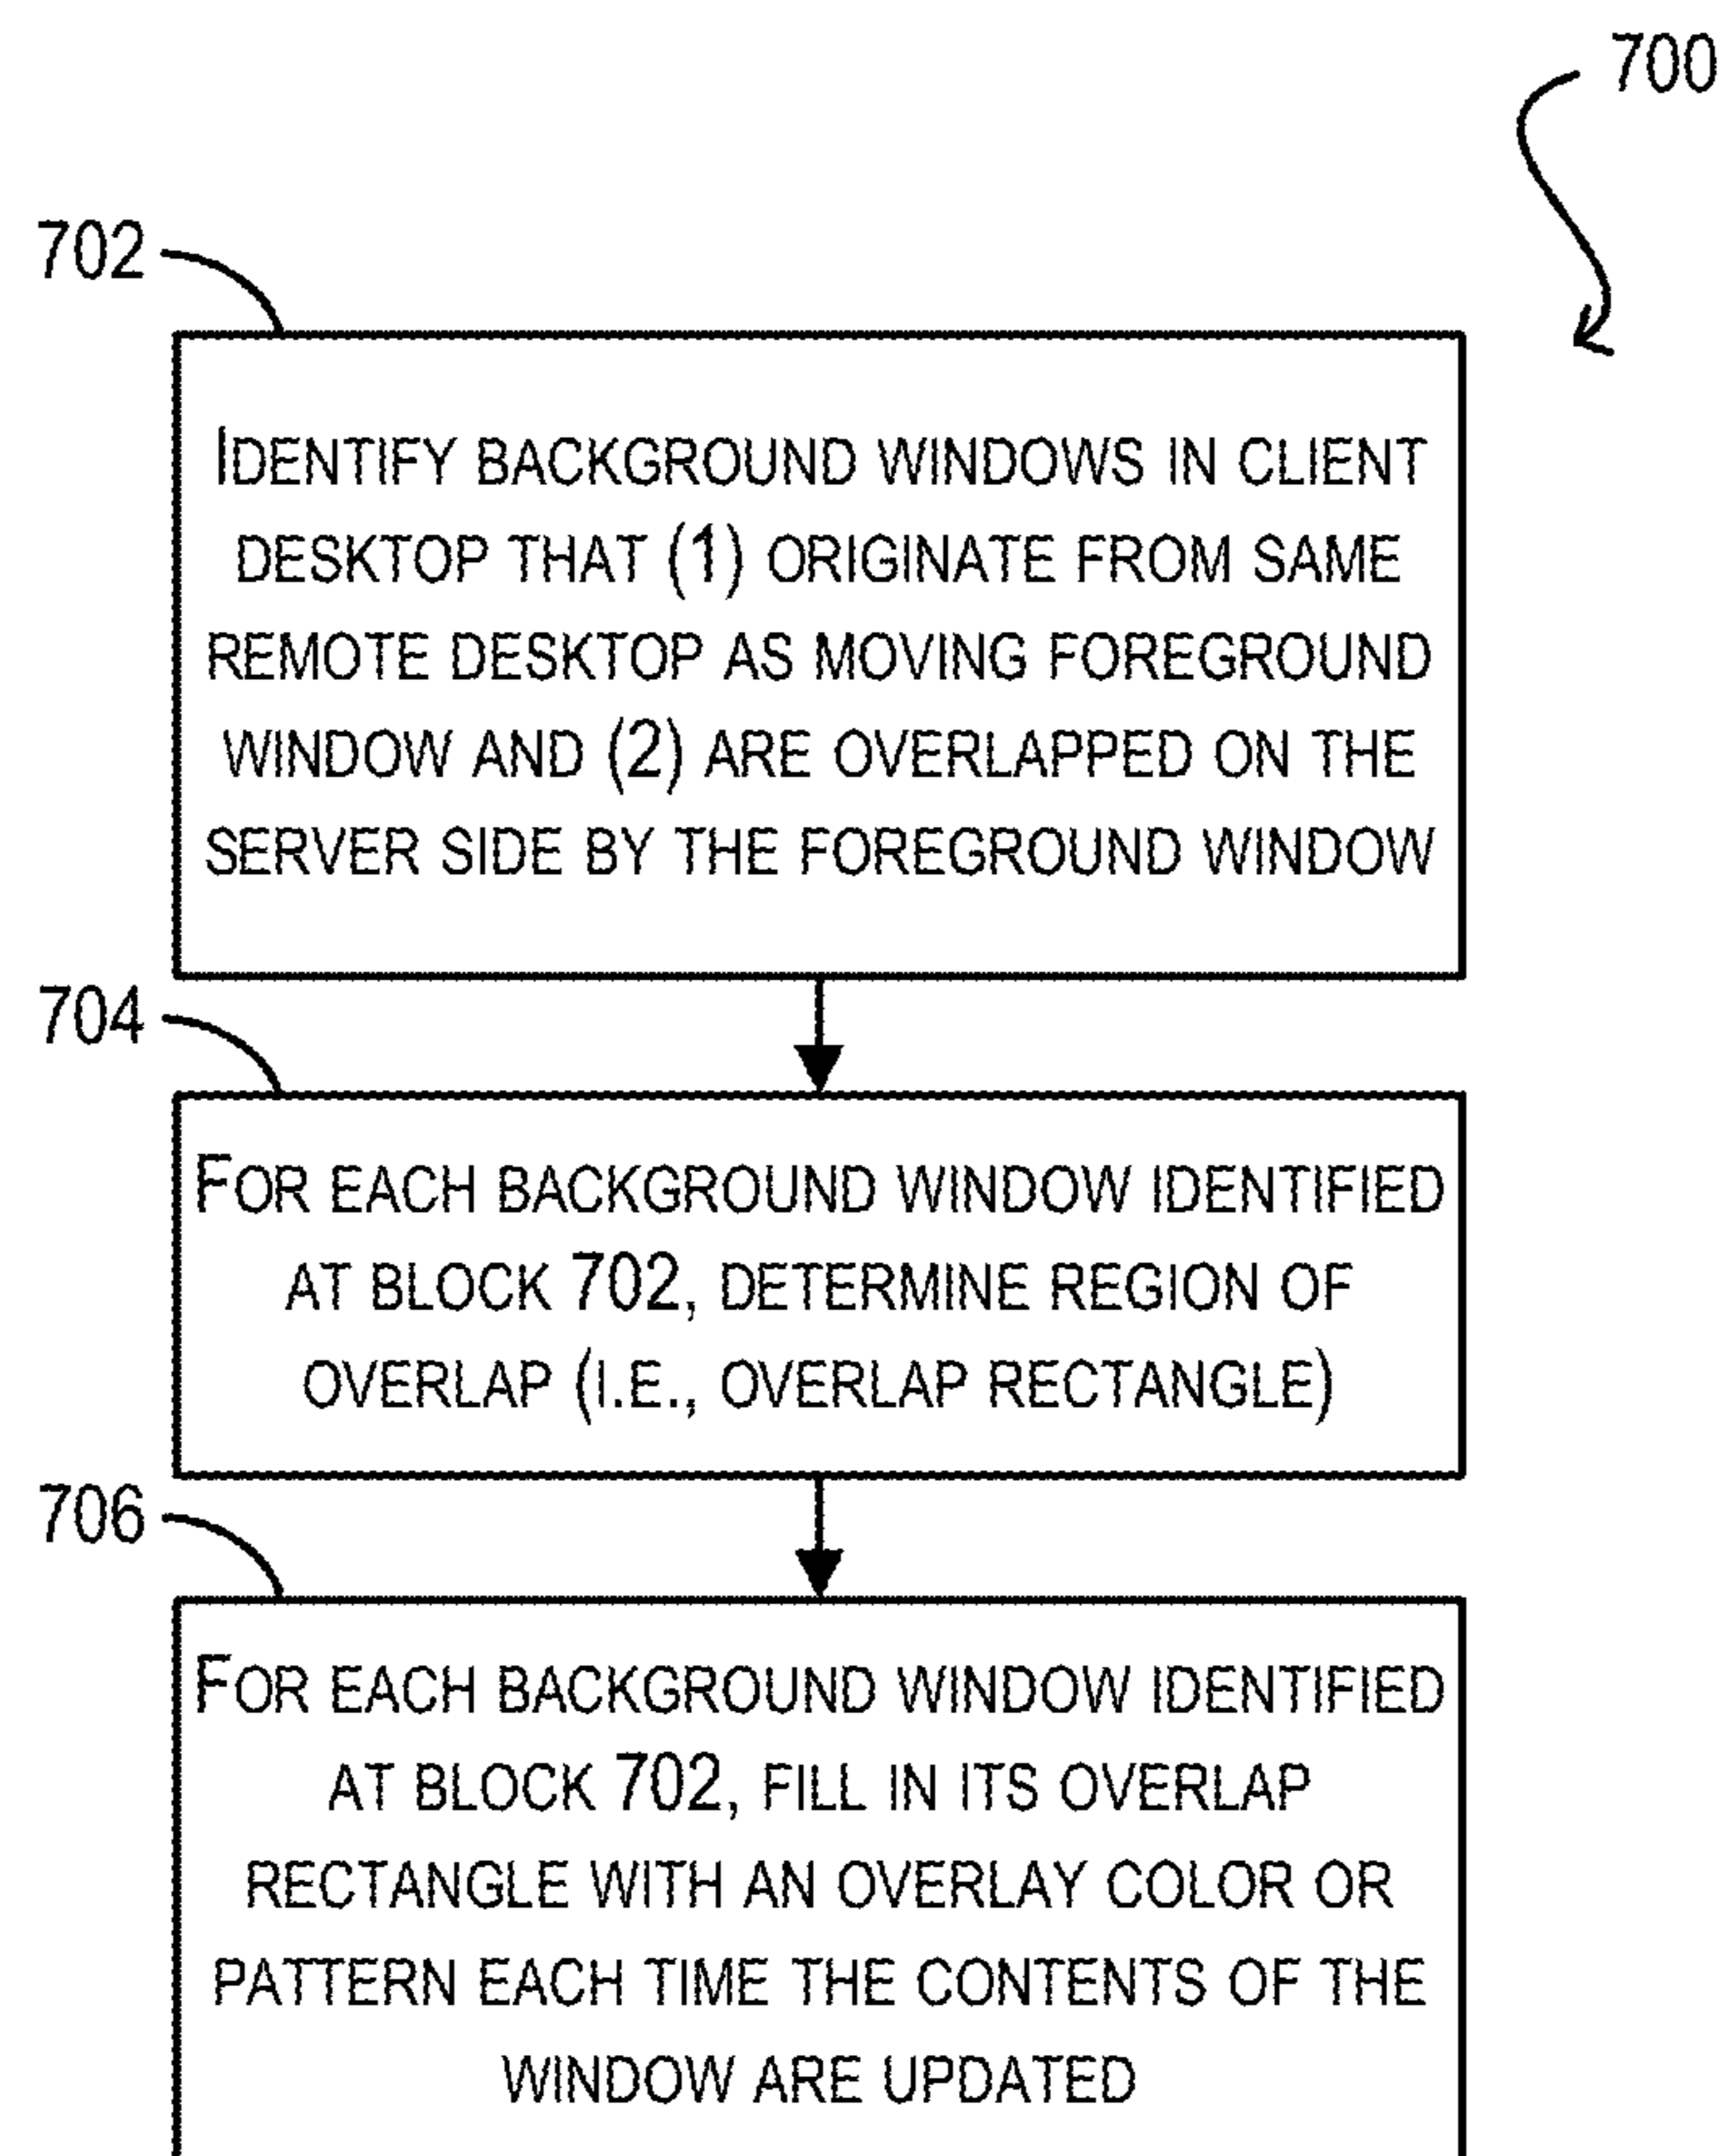 700
702
IDENTIFY BACKGROUND WINDOWS IN CLIENT
DESKTOP THAT (1) ORIGINATE FROM SAME
REMOTE DESKTOP AS MOVING FOREGROUND
WINDOW AND (2) ARE OVERLAPPED ON THE
SERVER SIDE BY THE FOREGROUND WINDOW
704
FOR EACH BACKGROUND WINDOW IDENTIFIED
AT BLOCK 702, DETERMINE REGION OF
OVERLAP (I.E., OVERLAP RECTANGLE)
706
FOR EACH BACKGROUND WINDOW IDENTIFIED
AT BLOCK 702, FILL IN ITS OVERLAP
RECTANGLE WITH AN OVERLAY COLOR OR
PATTERN EACH TIME THE CONTENTS OF THE
WINDOW ARE UPDATED